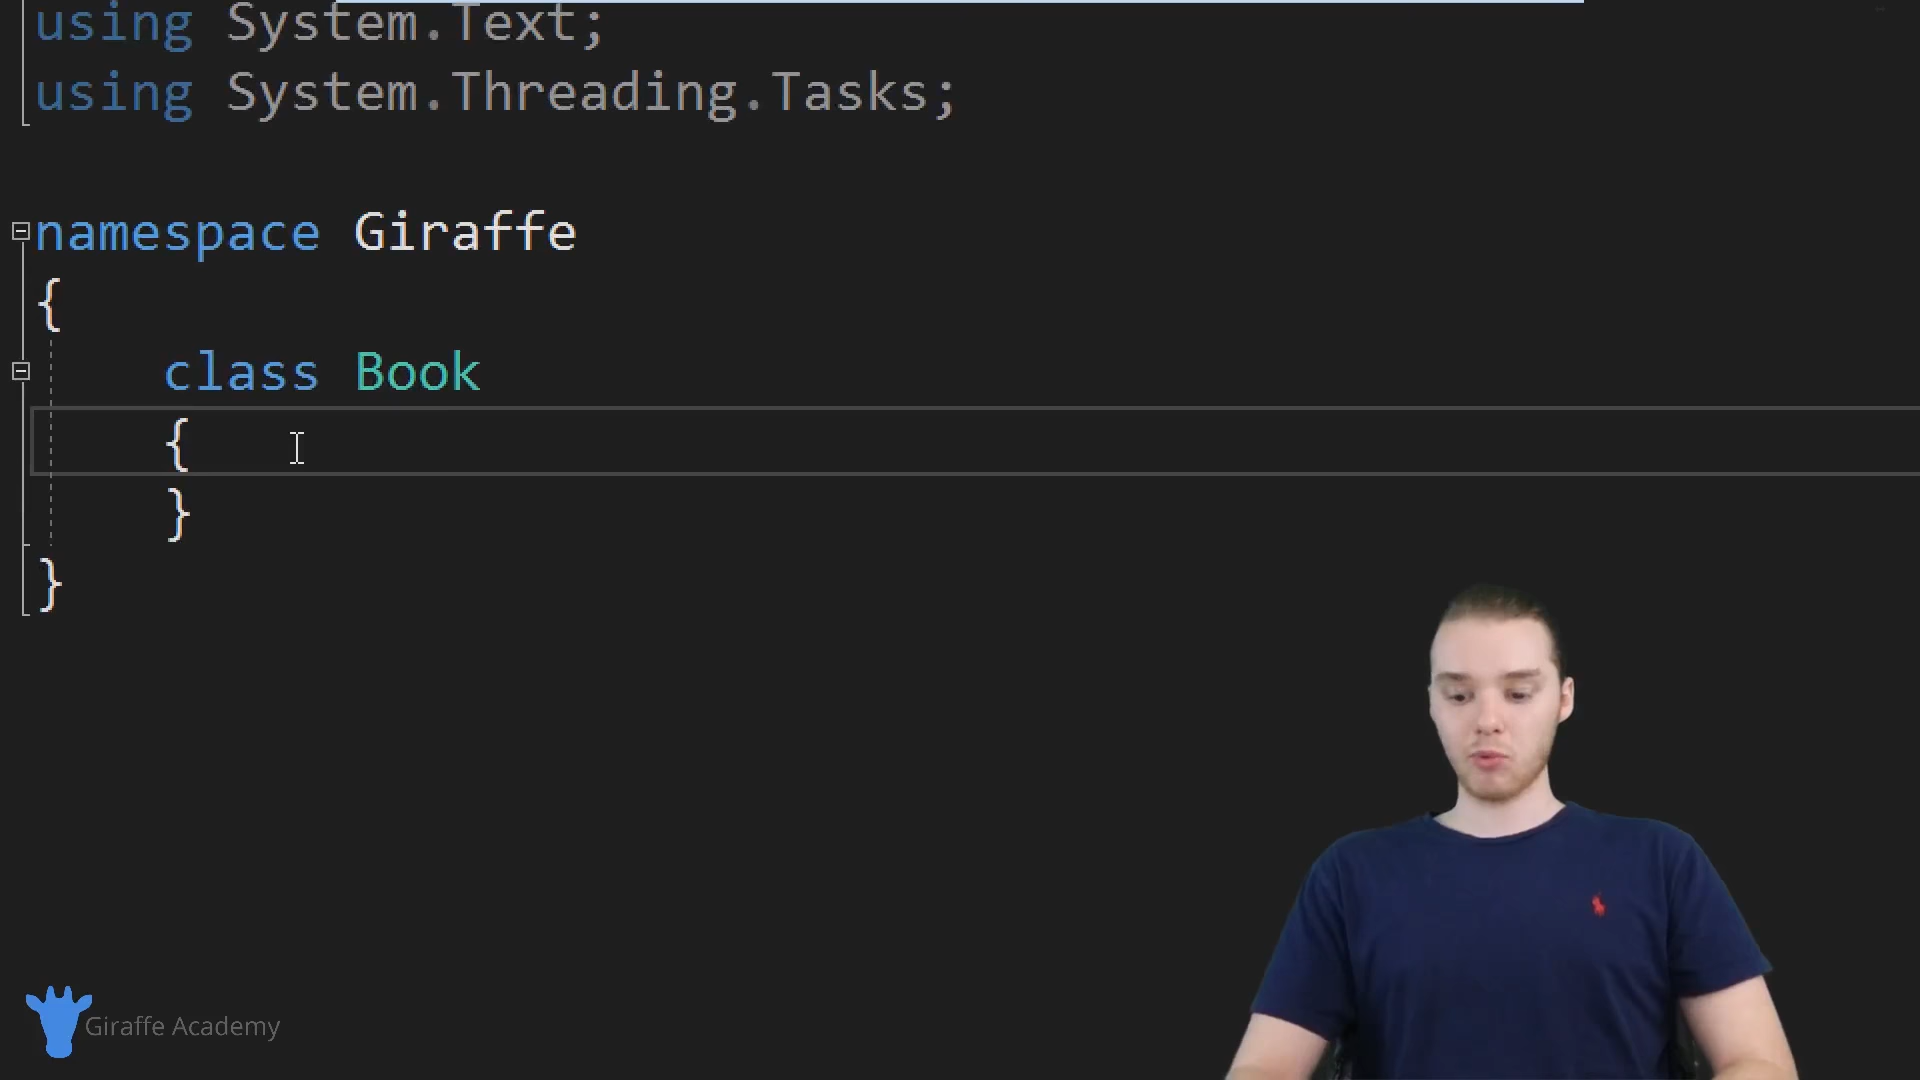 using System.Text;
using System.Threading.Tasks;
namespace Giraffe
{
class Book
{
}
}
Giraffe Academy